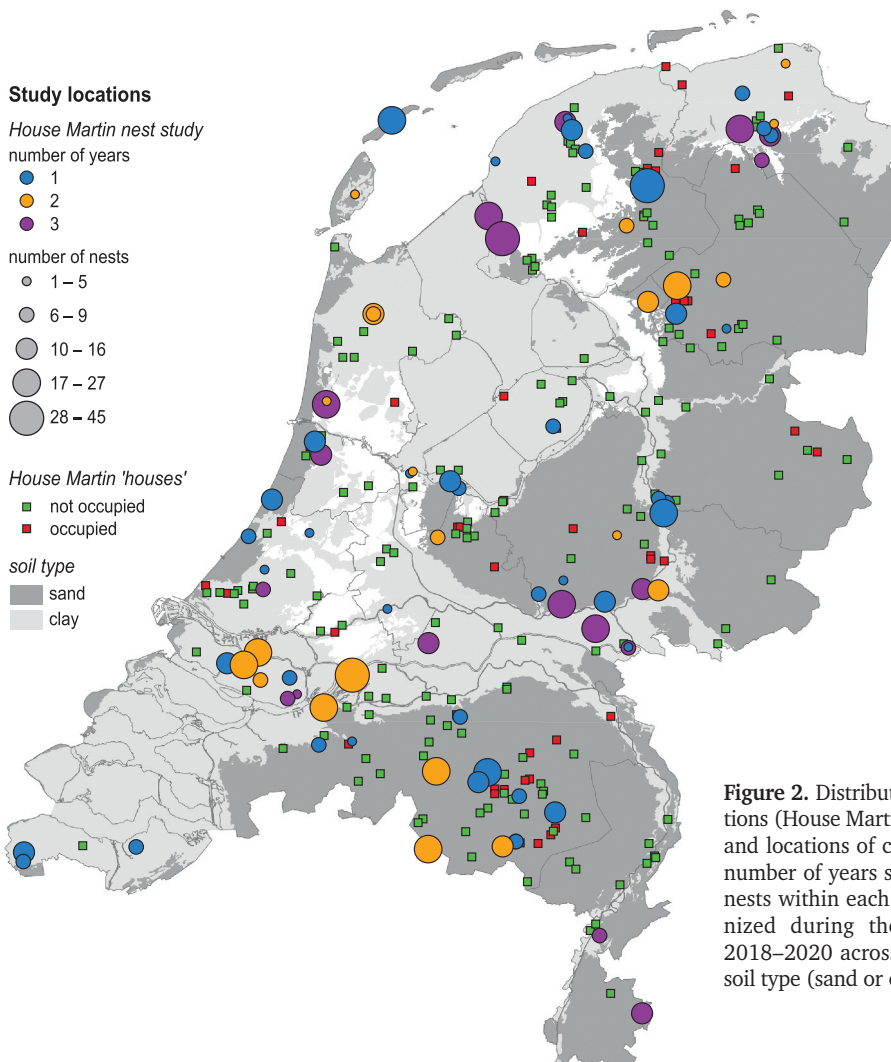 Study locations
House Martin nest study
number of years
1
2
3
number of nests
1 – 5
6 – 9
10 – 16
17 – 27
28 – 45
House Martin 'houses'
not occupied
occupied
soil type
sand
clay
Figure 2. Distribut
tions (House Marti
and locations of c
number of years s
nests within each
nized during the
2018–2020 across
soil type (sand or c